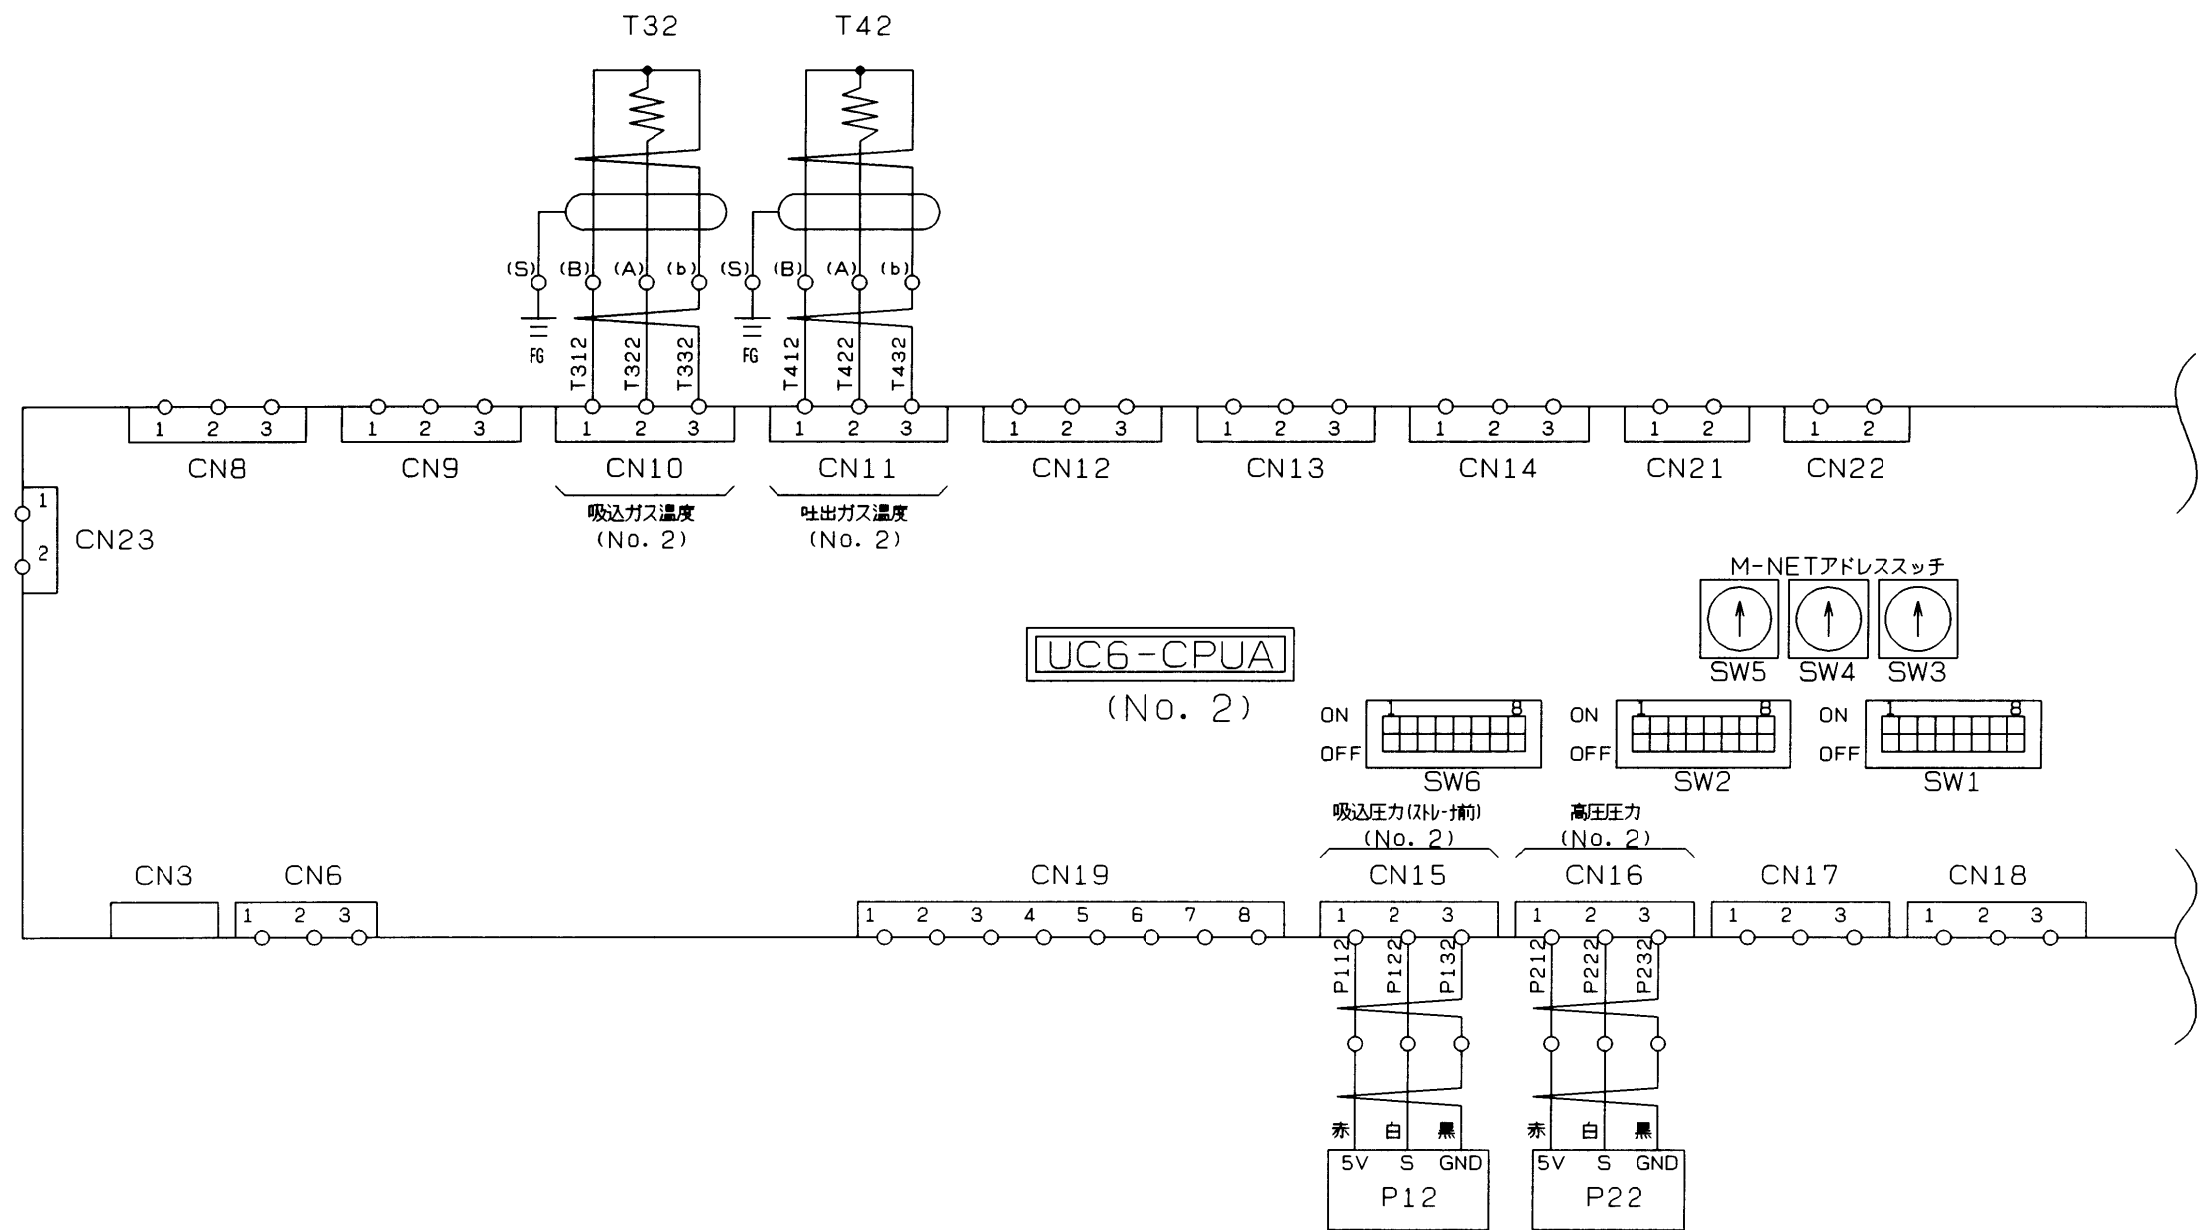 T32 T42
(S) (B) (A) (b) (S) (B) (A) (b)
FG T312 T322 T332 FG T412 T422 T432
1 2 3 1 2 3 1 2 3 1 2 3 1 2 3 1 2 3 1 2 3 1 2 1 2
CN8 CN9 CN10 CN11 CN12 CN13 CN14 CN21 CN22
吸込ガス温度 吐出ガス温度
(No. 2) (No. 2)
1
CN23
2
M-NETアドレススッチ
UC6-CPUA
(No. 2)
SW5 SW4 SW3
ON 1 8 ON 1 8 ON 1 8
OFF OFF OFF
SW6 SW2 SW1
吸込圧力(ストレーナ前) 高圧圧力
(No. 2) (No. 2)
CN3 CN6 CN19 CN15 CN16 CN17 CN18
1 2 3 1 2 3 4 5 6 7 8 1 2 3 1 2 3 1 2 3 1 2 3
P112 P122 P132 P212 P222 P232
赤 白 黒 赤 白 黒
5V S GND 5V S GND
P12 P22